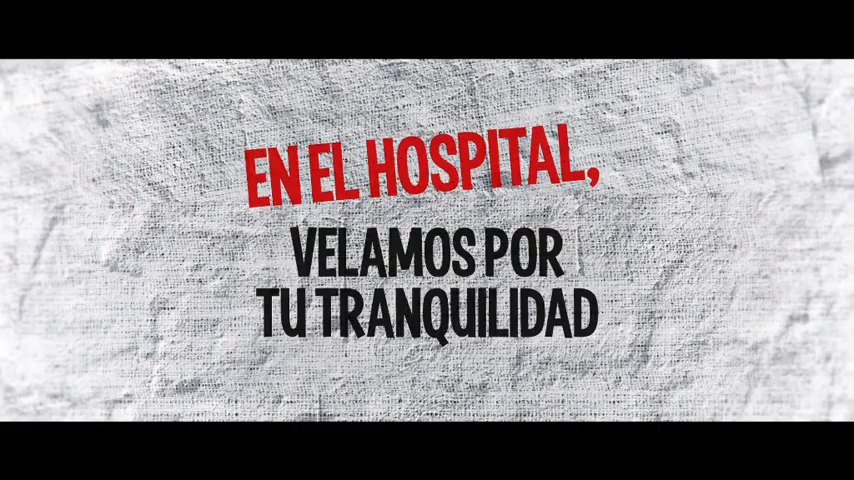 EN EL HOSPITAL,
VELAMOS POR
TU TRANQUILIDAD